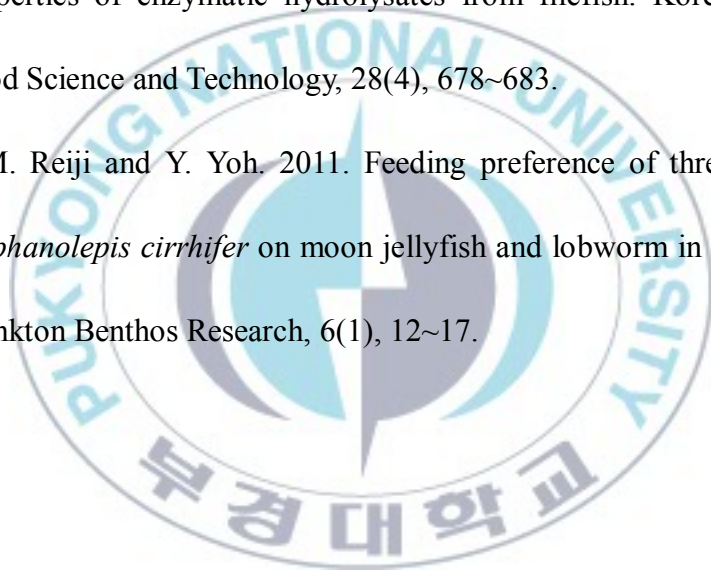 perties of enzymatic hydrolysates from filefish. Kore
od Science and Technology, 28(4), 678~683.
M. Reiji and Y. Yoh. 2011. Feeding preference of thre
phanolepis cirrhifer on moon jellyfish and lobworm in
nkton Benthos Research, 6(1), 12~17.
PUKYONG NATIONAL UNIVERSITY
부경대학교